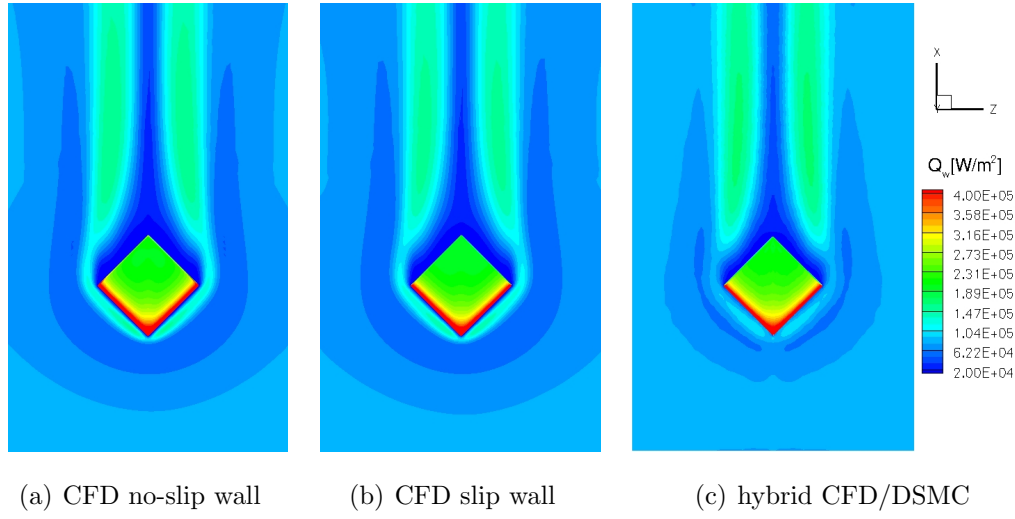 X
Y
Z
Q_w[W/m²]
4.00E+05
3.58E+05
3.16E+05
2.73E+05
2.31E+05
1.89E+05
1.47E+05
1.04E+05
6.22E+04
2.00E+04
(a) CFD no-slip wall (b) CFD slip wall (c) hybrid CFD/DSMC